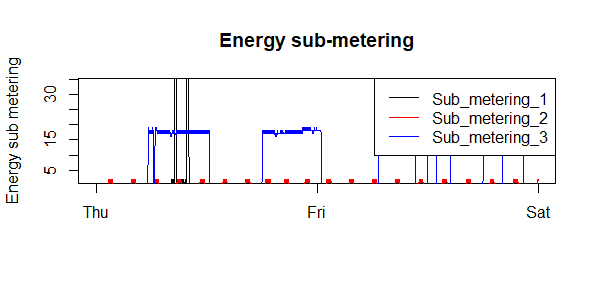 Energy sub-metering
Energy sub metering
30
15
5
Sub_metering_1
Sub_metering_2
Sub_metering_3
Thu Fri Sat